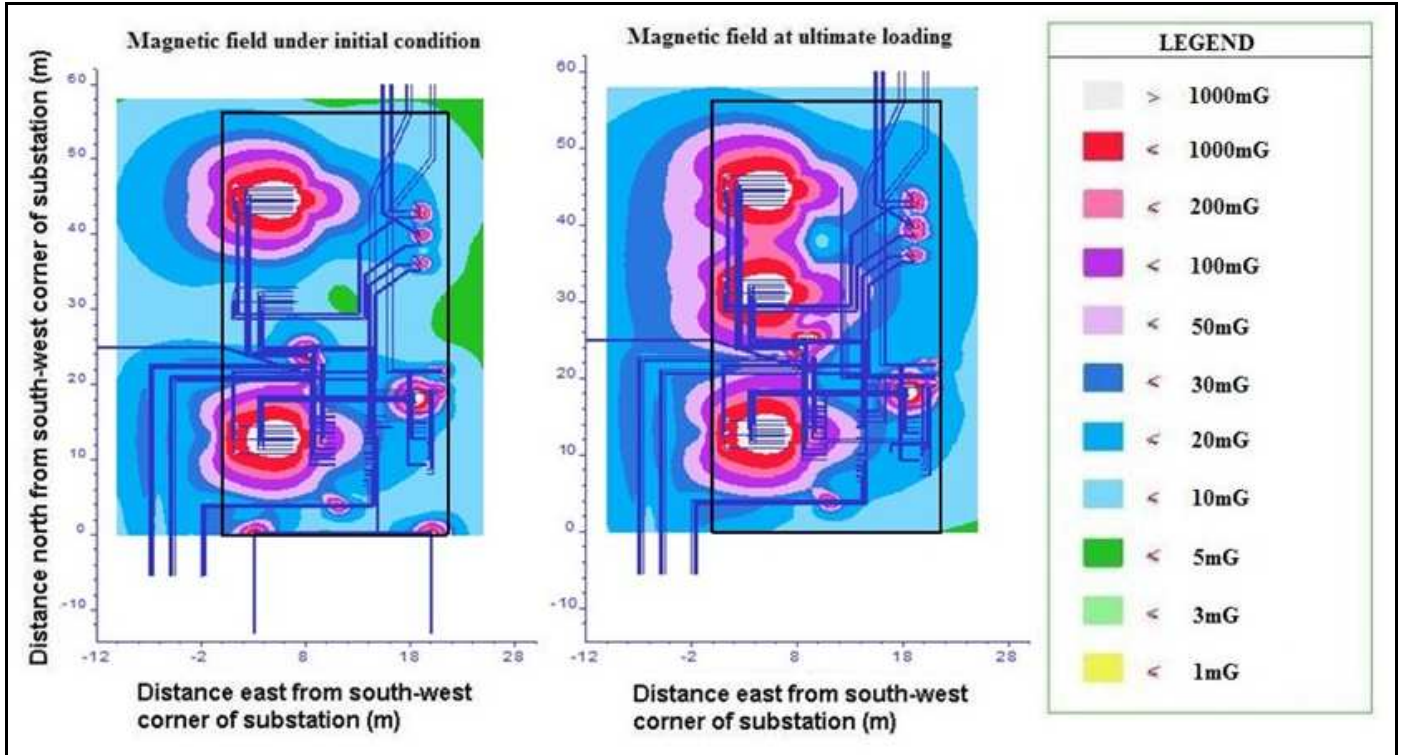 Magnetic field under initial condition
Magnetic field at ultimate loading
LEGEND
> 1000mG
< 1000mG
< 200mG
< 100mG
< 50mG
< 30mG
< 20mG
< 10mG
< 5mG
< 3mG
< 1mG
Distance north from south-west corner of substation (m)
60
50
40
30
20
10
0
-10
-12
-2
8
18
28
60
50
40
30
20
10
0
-10
-12
-2
8
18
28
Distance east from south-west
corner of substation (m)
Distance east from south-west
corner of substation (m)